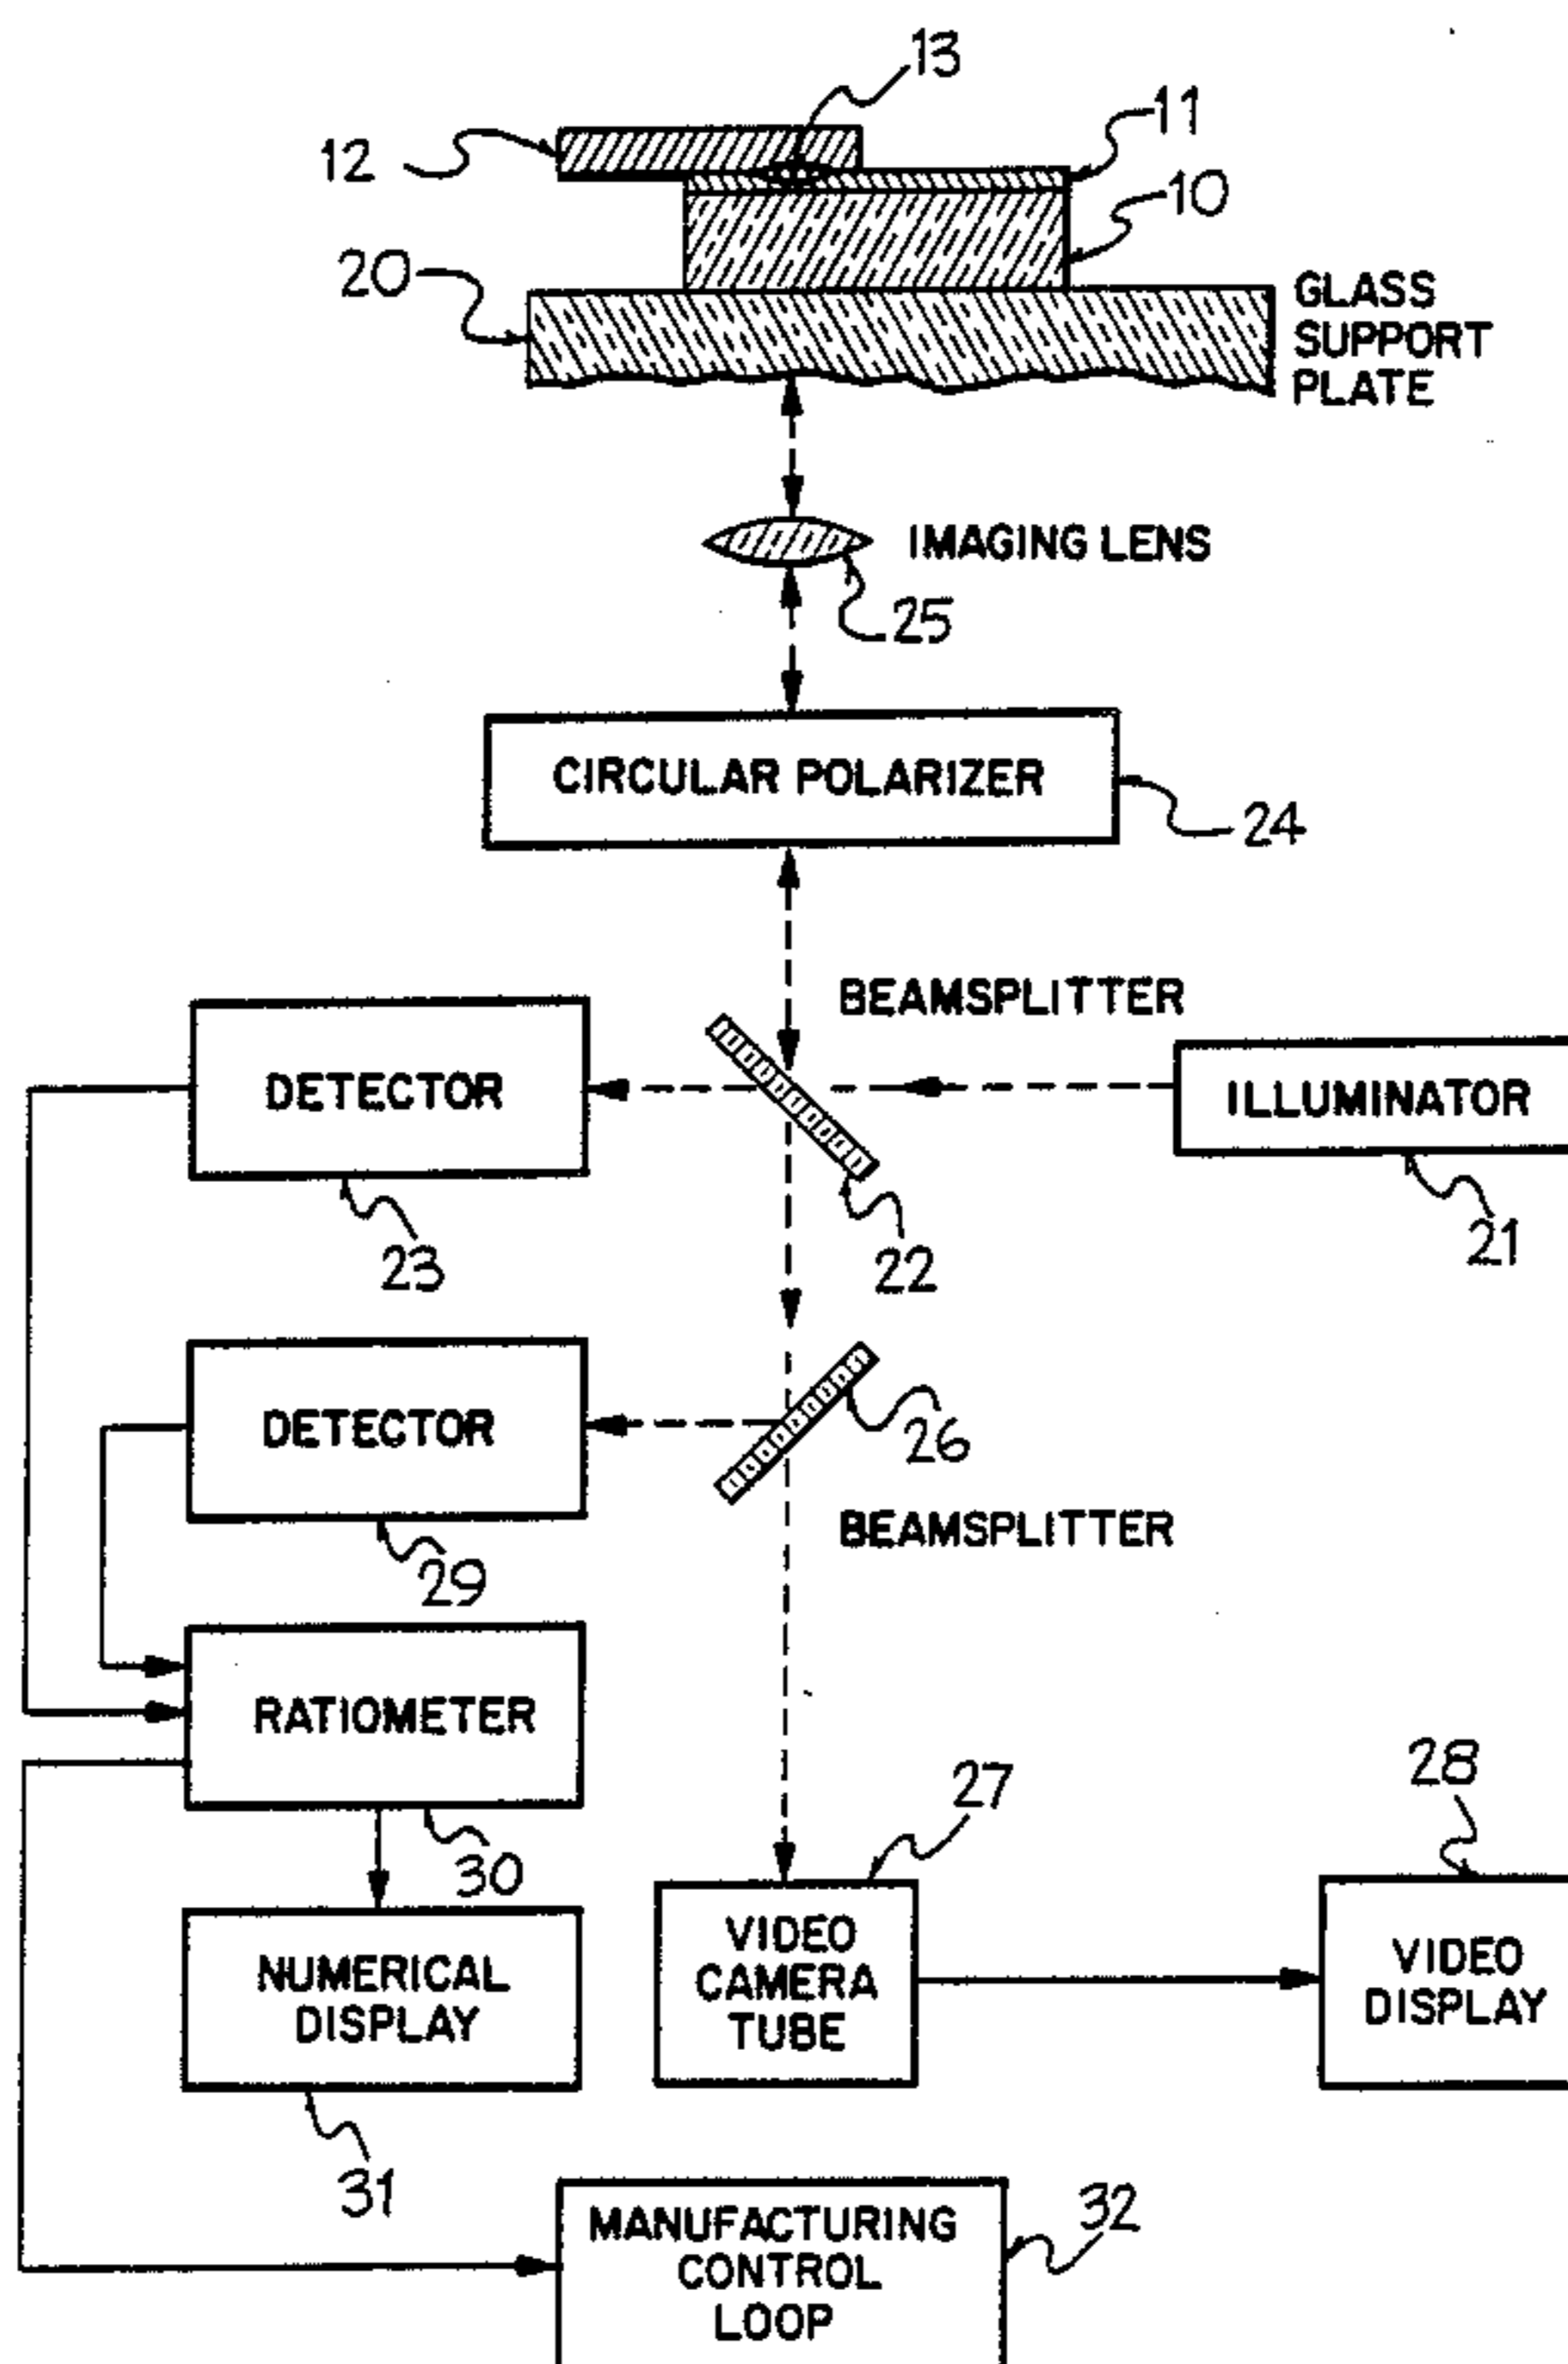 13
11
12
10
20
GLASS
SUPPORT
PLATE
IMAGING LENS
25
CIRCULAR POLARIZER
24
BEAMSPLITTER
DETECTOR
ILLUMINATOR
23
22
21
DETECTOR
26
BEAMSPLITTER
29
RATIOMETER
30
27
28
NUMERICAL
DISPLAY
VIDEO
CAMERA
TUBE
VIDEO
DISPLAY
31
32
MANUFACTURING
CONTROL
LOOP